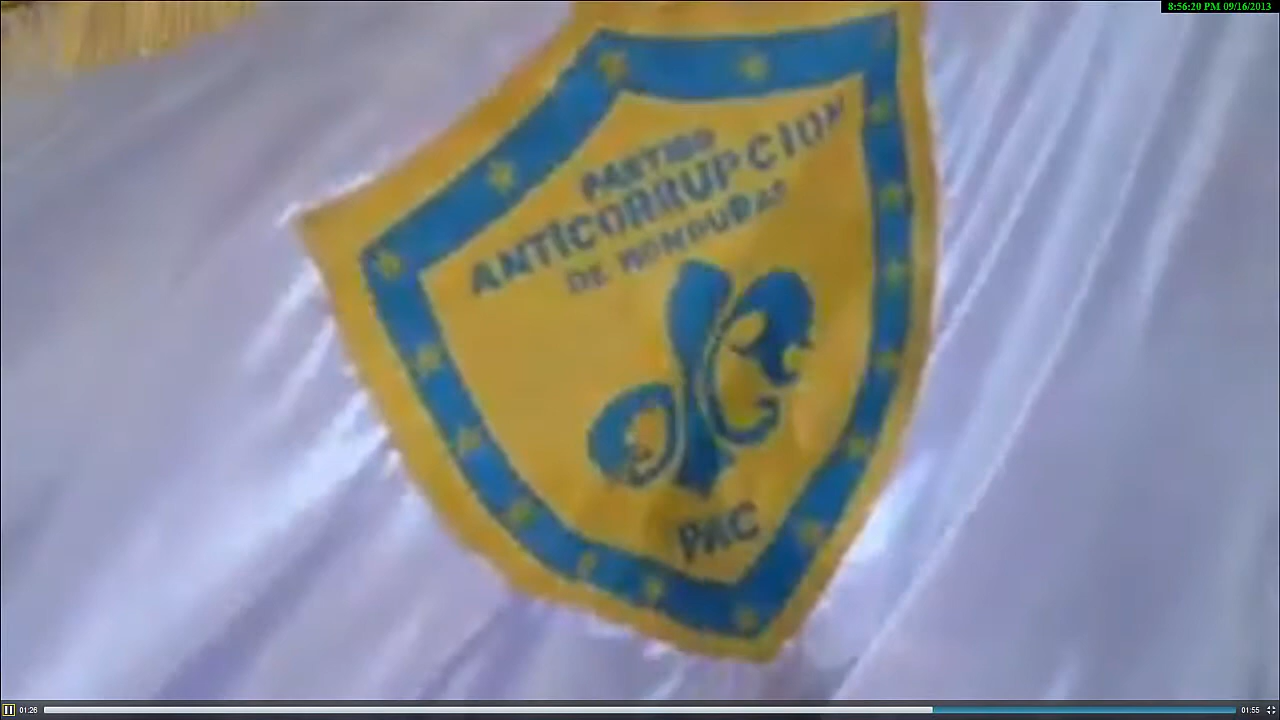 8:56:20 PM 09/16/2013
PARTIDO
ANTICORRUPCION
DE HONDURAS
PAC
01:26
01:55